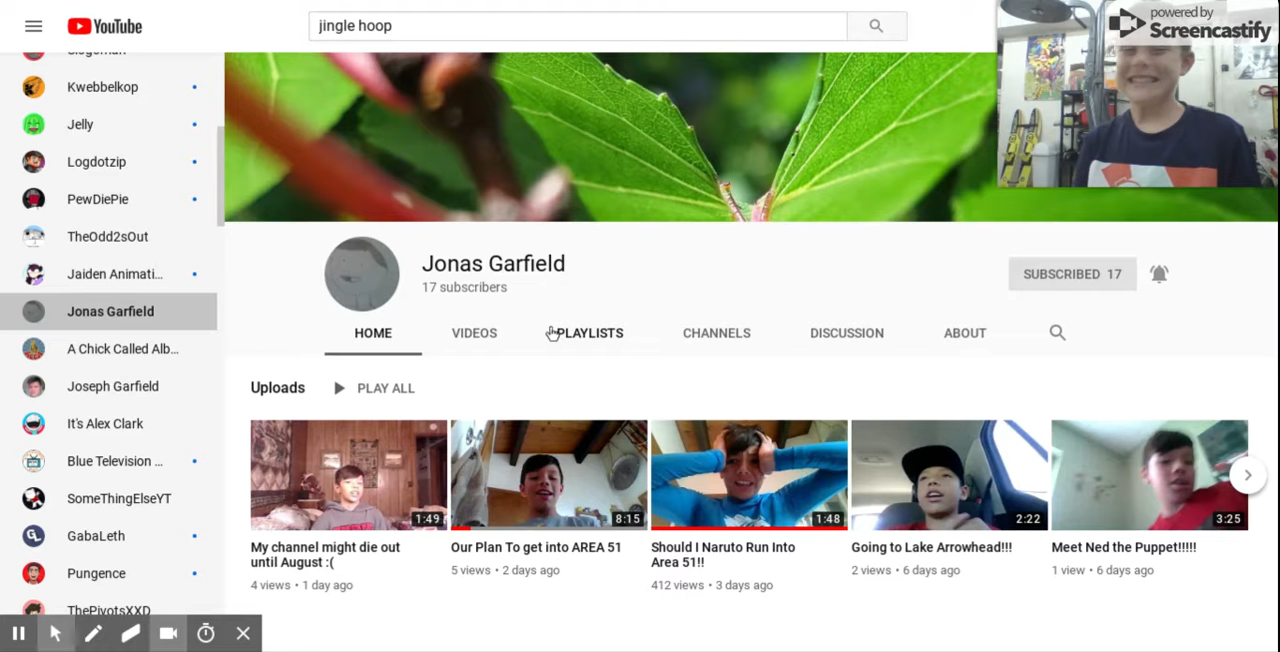 YouTube
jingle hoop
powered by
Screencastify
Slogoman
Kwebbelkop
Jelly
Logdotzip
PewDiePie
TheOdd2sOut
Jaiden Animati...
Jonas Garfield
A Chick Called Alb...
Joseph Garfield
It's Alex Clark
Blue Television ...
SomeThingElseYT
GabaLeth
Pungence
ThePivotsXXD
Jonas Garfield
17 subscribers
SUBSCRIBED 17
HOME VIDEOS PLAYLISTS CHANNELS DISCUSSION ABOUT
Uploads PLAY ALL
1:49
My channel might die out
until August :(
4 views • 1 day ago
8:15
Our Plan To get into AREA 51
5 views • 2 days ago
1:48
Should I Naruto Run Into
Area 51!!
412 views • 3 days ago
2:22
Going to Lake Arrowhead!!!
2 views • 6 days ago
3:25
Meet Ned the Puppet!!!!!
1 view • 6 days ago